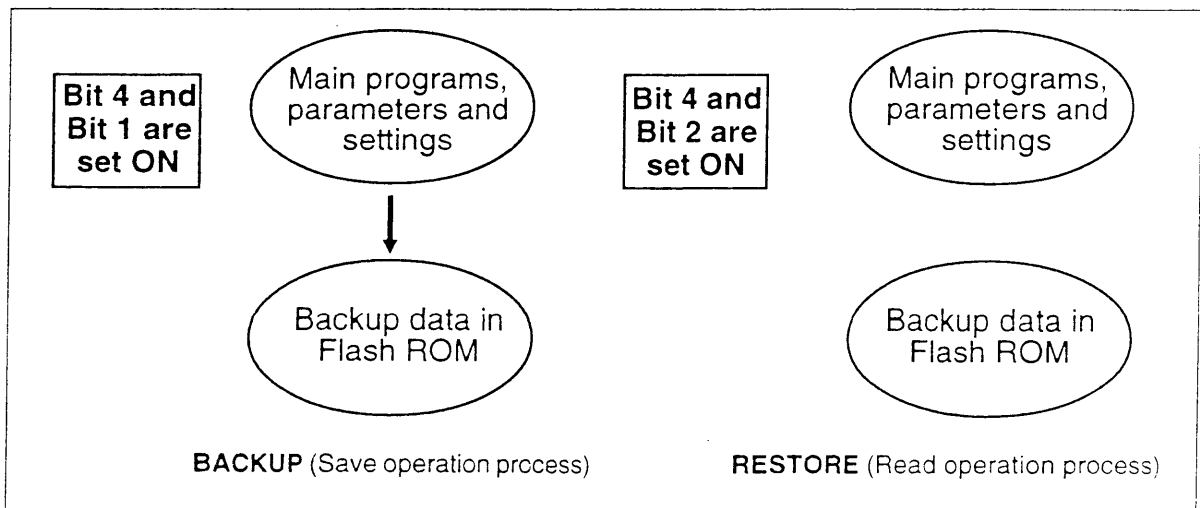 Bit 4 and
Bit 1 are
set ON
Main programs,
parameters and
settings
Backup data in
Flash ROM
BACKUP (Save operation process)
Bit 4 and
Bit 2 are
set ON
Main programs,
parameters and
settings
Backup data in
Flash ROM
RESTORE (Read operation process)